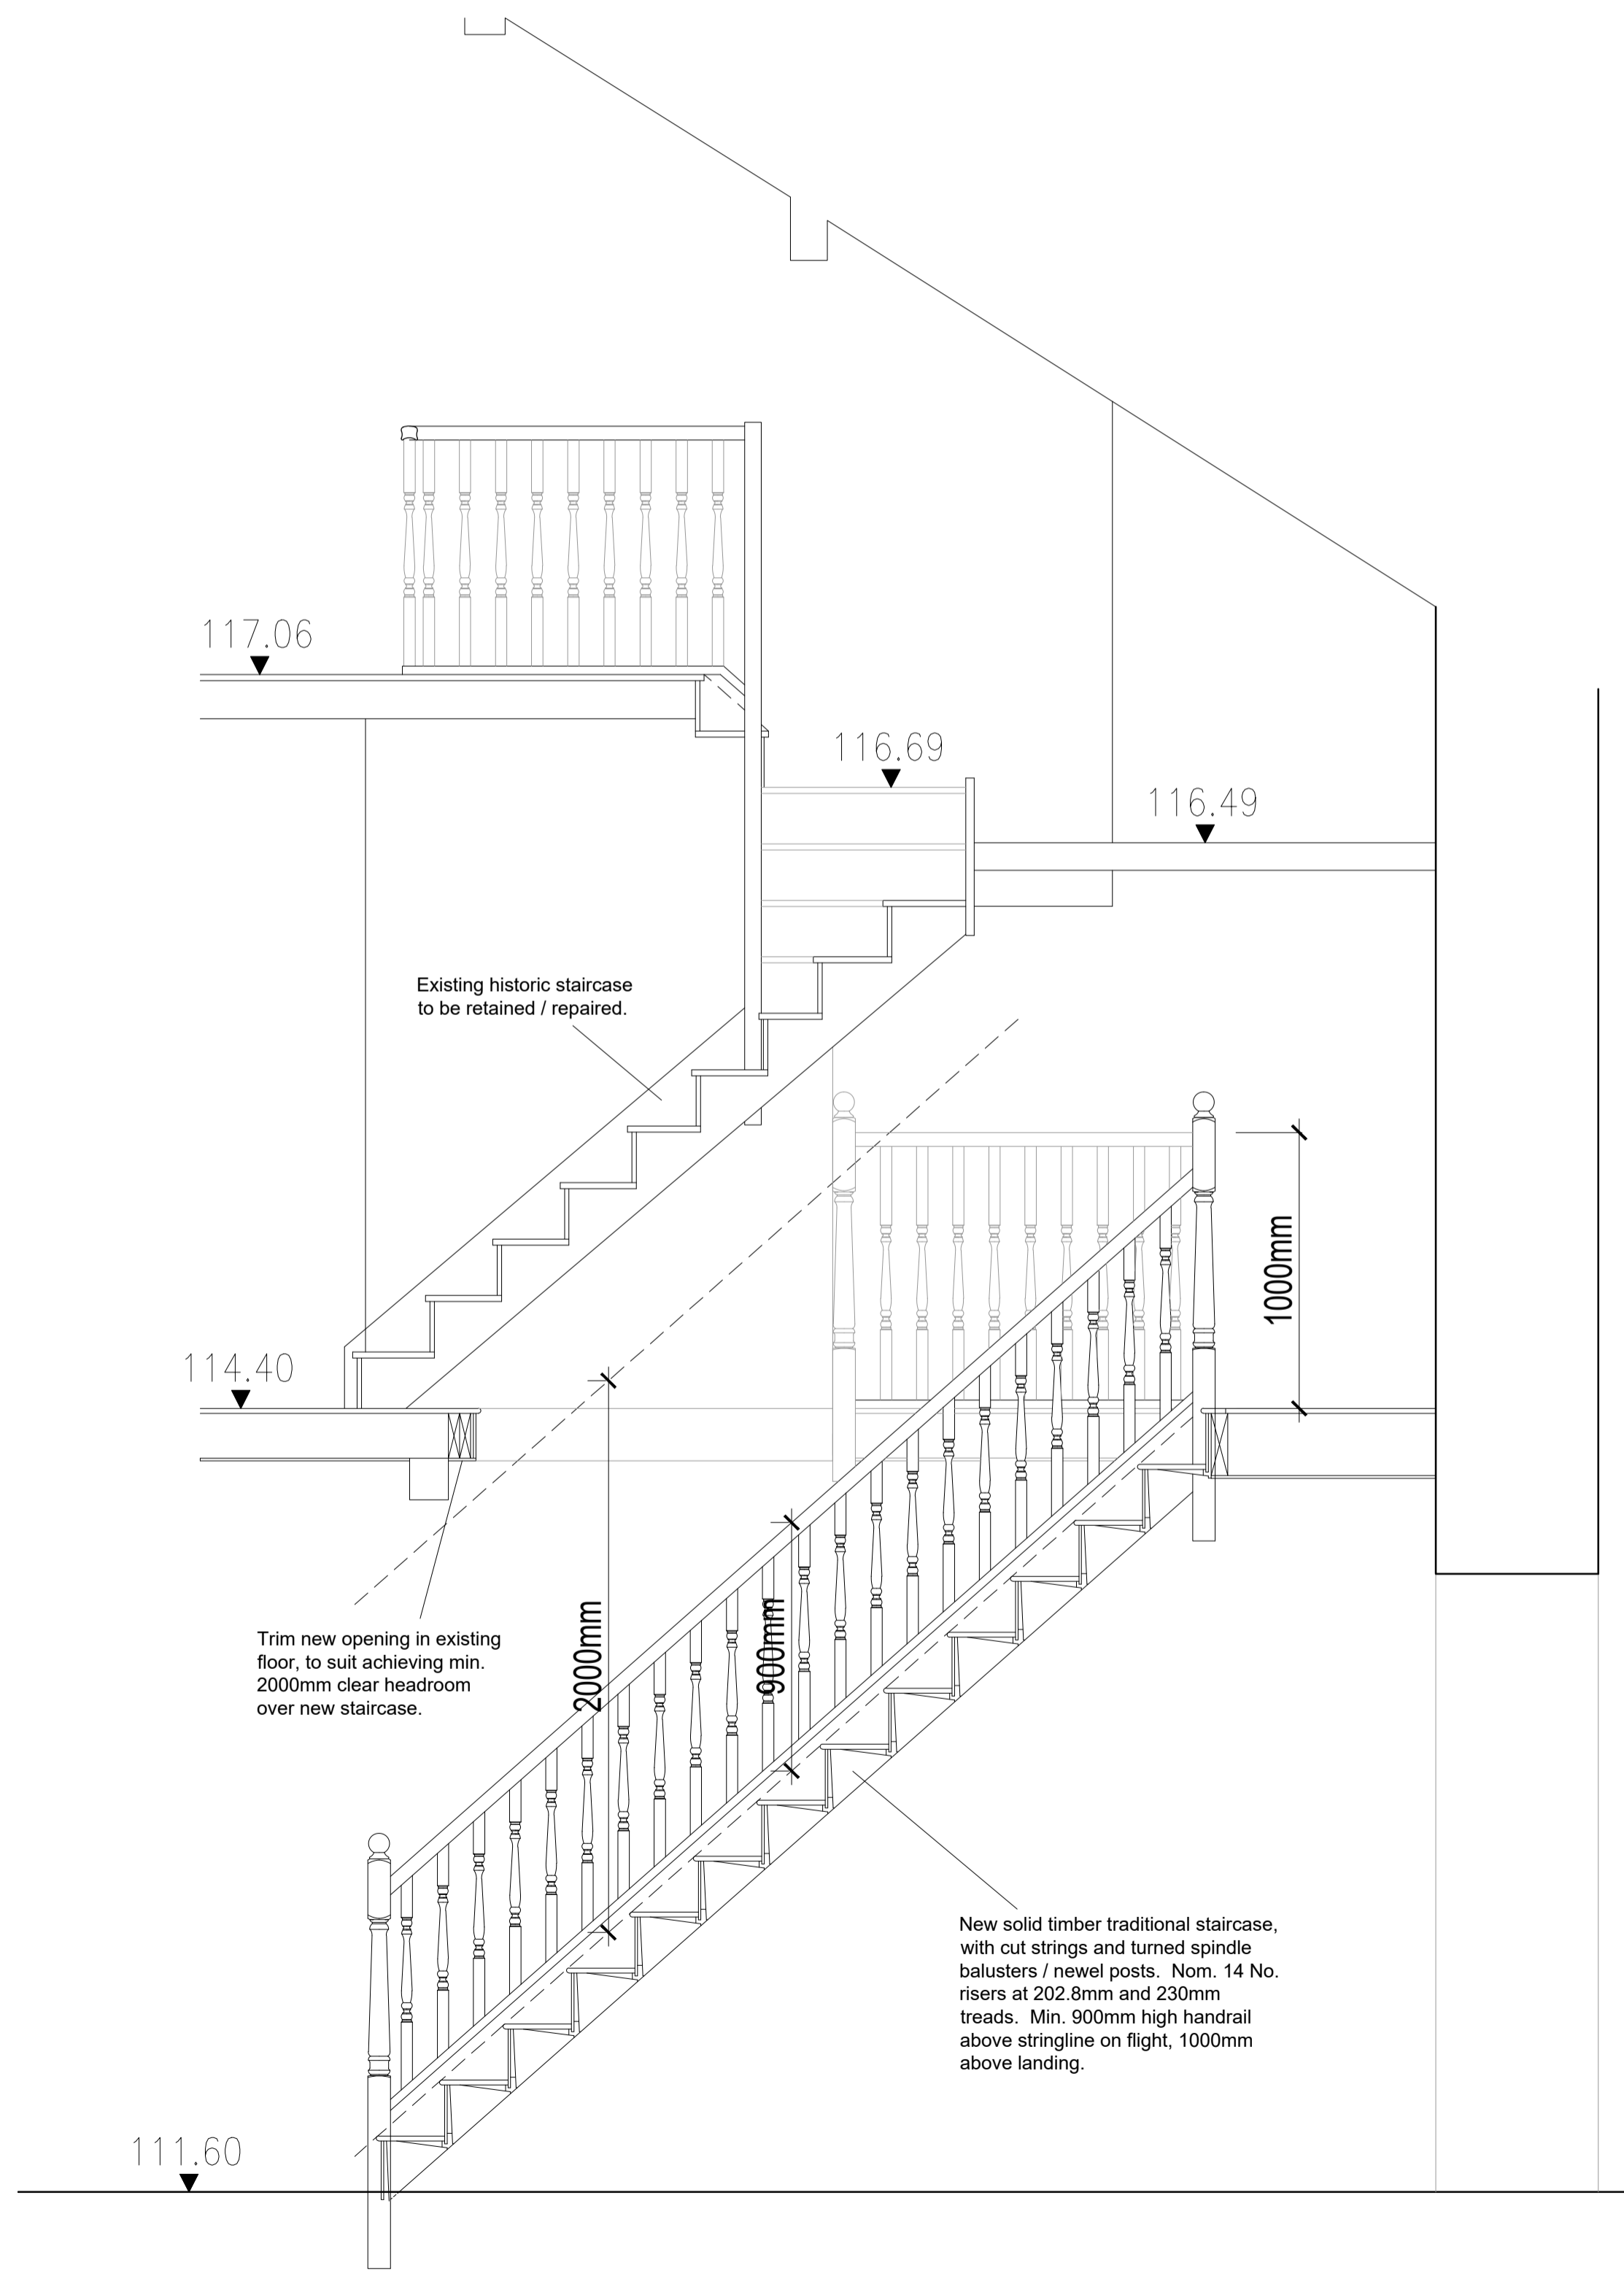 117.06
116.69
116.49
Existing historic staircase
to be retained / repaired.
1000mm
114.40
Trim new opening in existing
floor, to suit achieving min.
2000mm clear headroom
over new staircase.
2000mm
900mm
New solid timber traditional staircase,
with cut strings and turned spindle
balusters / newel posts. Nom. 14 No.
risers at 202.8mm and 230mm
treads. Min. 900mm high handrail
above stringline on flight, 1000mm
above landing.
111.60